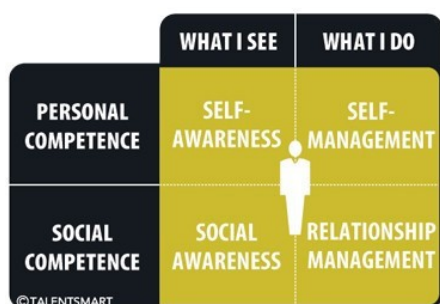 WHAT I SEE
WHAT I DO
PERSONAL
COMPETENCE
SELF-
AWARENESS
SELF-
MANAGEMENT
SOCIAL
COMPETENCE
SOCIAL
AWARENESS
RELATIONSHIP
MANAGEMENT
©TALENTSMART